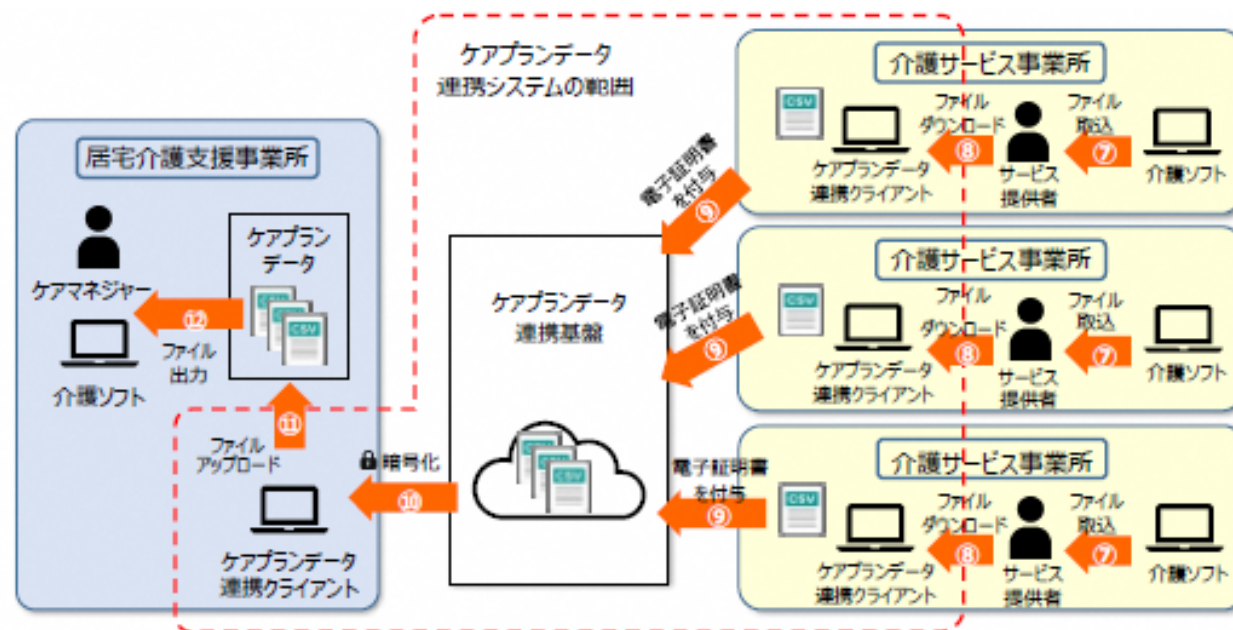 ケアプランデータ
連携システムの範囲
居宅介護支援事業所
ケアマネジャー
介護ソフト
ケアプラン
データ
CSV
⑫
ファイル
出力
⑪
ファイル
アップロード
ケアプランデータ
連携クライアント
暗号化
⑩
ケアプランデータ
連携基盤
CSV
電子証明書
を付与
⑨
電子証明書
を付与
⑨
電子証明書
を付与
⑨
介護サービス事業所
CSV
ケアプランデータ
連携クライアント
ファイル
ダウンロード
⑧
サービス
提供者
ファイル
取込
⑦
介護ソフト
介護サービス事業所
CSV
ケアプランデータ
連携クライアント
ファイル
ダウンロード
⑧
サービス
提供者
ファイル
取込
⑦
介護ソフト
介護サービス事業所
CSV
ケアプランデータ
連携クライアント
ファイル
ダウンロード
⑧
サービス
提供者
ファイル
取込
⑦
介護ソフト